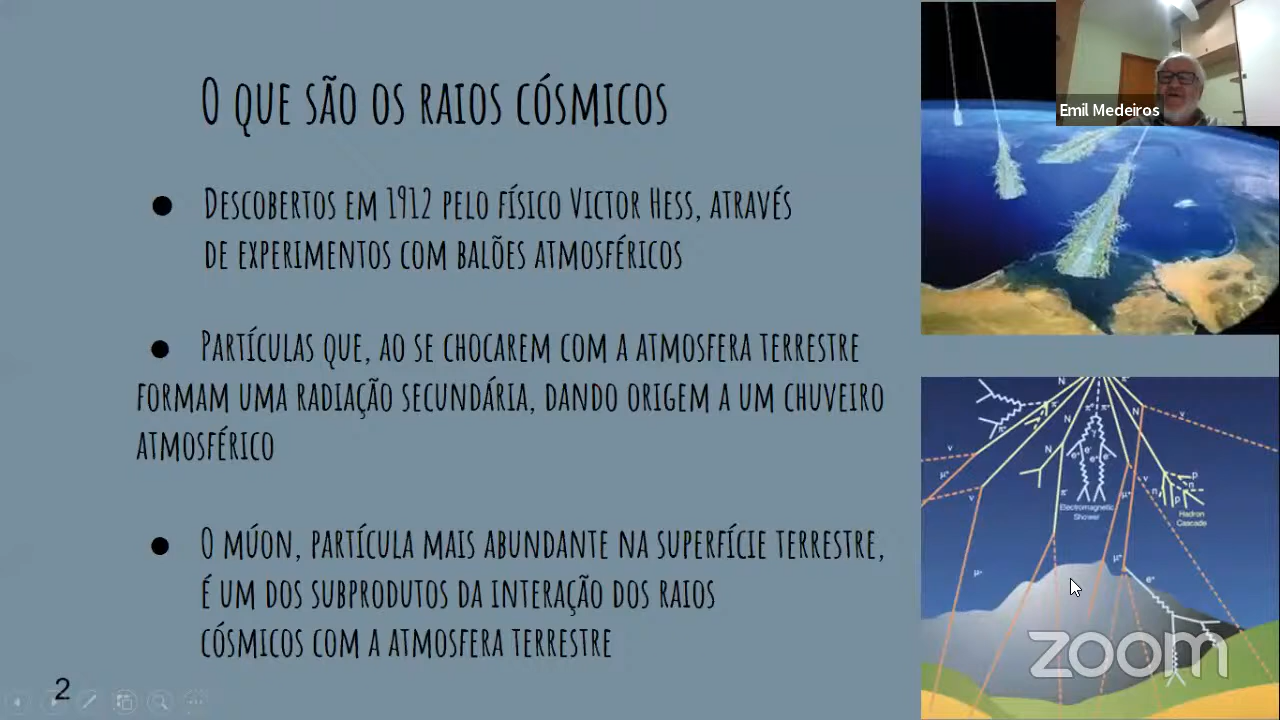 O QUE SÃO OS RAIOS CÓSMICOS
Emil Medeiros
● DESCOBERTOS EM 1912 PELO FÍSICO VICTOR HESS, ATRAVÉS
DE EXPERIMENTOS COM BALÕES ATMOSFÉRICOS
● PARTÍCULAS QUE, AO SE CHOCAREM COM A ATMOSFERA TERRESTRE
FORMAM UMA RADIAÇÃO SECUNDÁRIA, DANDO ORIGEM A UM CHUVEIRO
ATMOSFÉRICO
● O MÚON, PARTÍCULA MAIS ABUNDANTE NA SUPERFÍCIE TERRESTRE,
É UM DOS SUBPRODUTOS DA INTERAÇÃO DOS RAIOS
CÓSMICOS COM A ATMOSFERA TERRESTRE
Electromagnetic
Shower
Hadron
Cascade
zoom
2